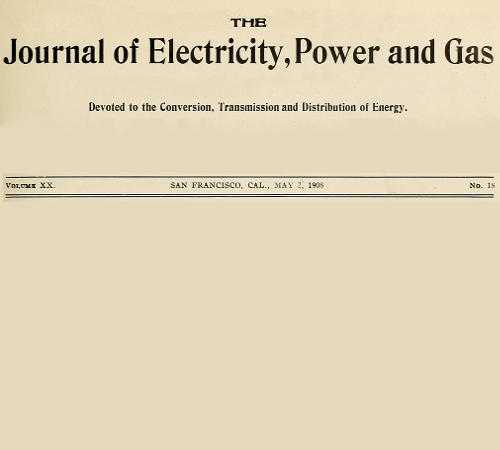 THE
Journal of Electricity, Power and Gas
Devoted to the Conversion, Transmission and Distribution of Energy.
VOLUME XX. SAN FRANCISCO, CAL., MAY 2, 1908 No. 18